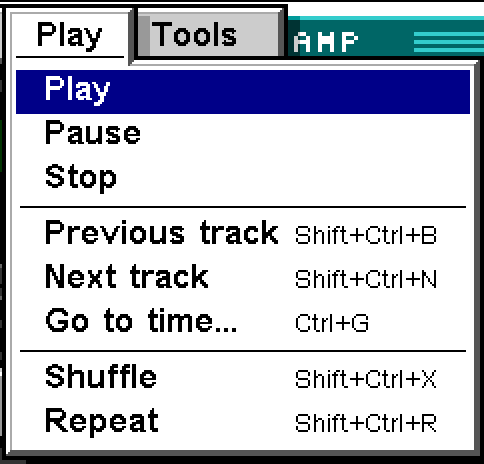 Play Tools AMP
Play
Pause
Stop
Previous track Shift+Ctrl+B
Next track Shift+Ctrl+N
Go to time... Ctrl+G
Shuffle Shift+Ctrl+X
Repeat Shift+Ctrl+R